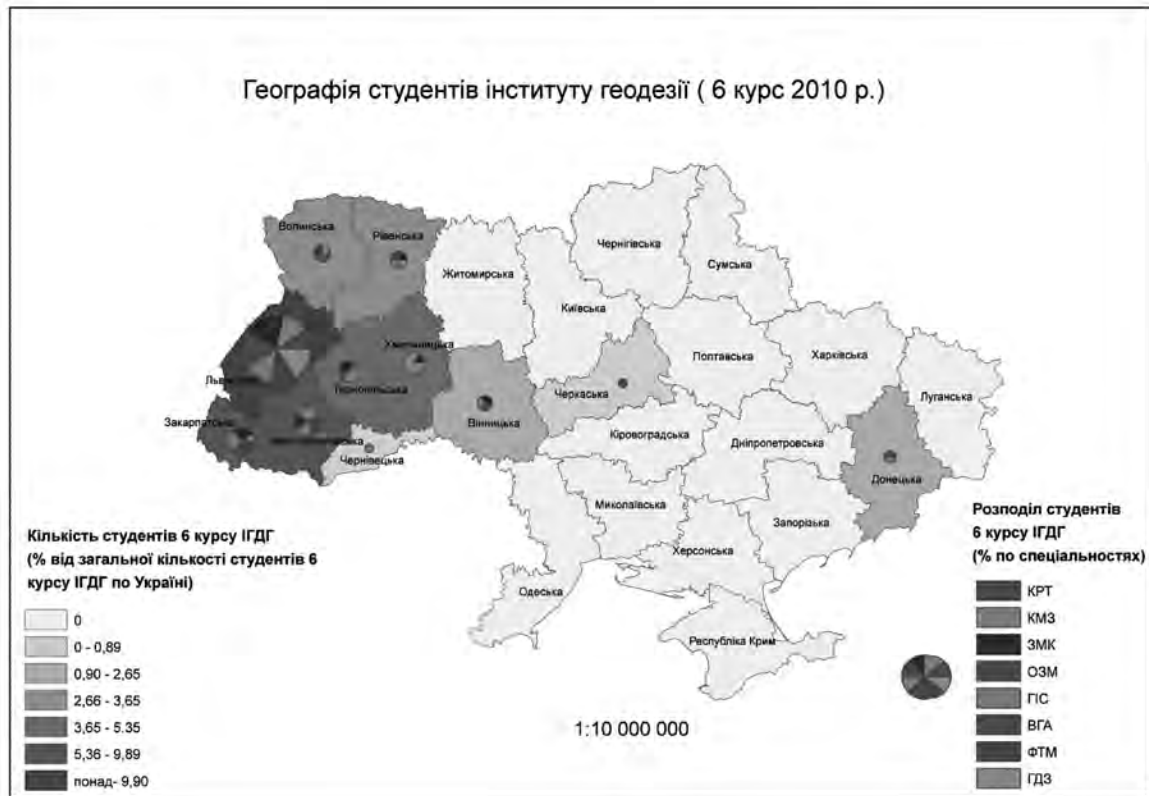 Географія студентів інституту геодезії ( 6 курс 2010 р.)
Волинська
Рівенська
Чернігівська
Сумська
Житомирська
Київська
Хмельницька
Полтавська
Харківська
Луганська
Тернопільська
Черкаська
Закарпатська
Вінницька
Кіровоградська
Дніпропетровська
Чернівецька
Донецька
Миколаївська
Запорізька
Херсонська
Одеська
Республіка Крим
Кількість студентів 6 курсу ІГДГ
(% від загальної кількості студентів 6
курсу ІГДГ по Україні)
0
0 - 0,89
0,90 - 2,65
2,66 - 3,65
3,65 - 5,35
5,36 - 9,89
понад- 9,90
1:10 000 000
Розподіл студентів
6 курсу ІГДГ
(% по спеціальностях)
КРТ
КМЗ
ЗМК
ОЗМ
ГІС
ВГА
ФТМ
ГДЗ